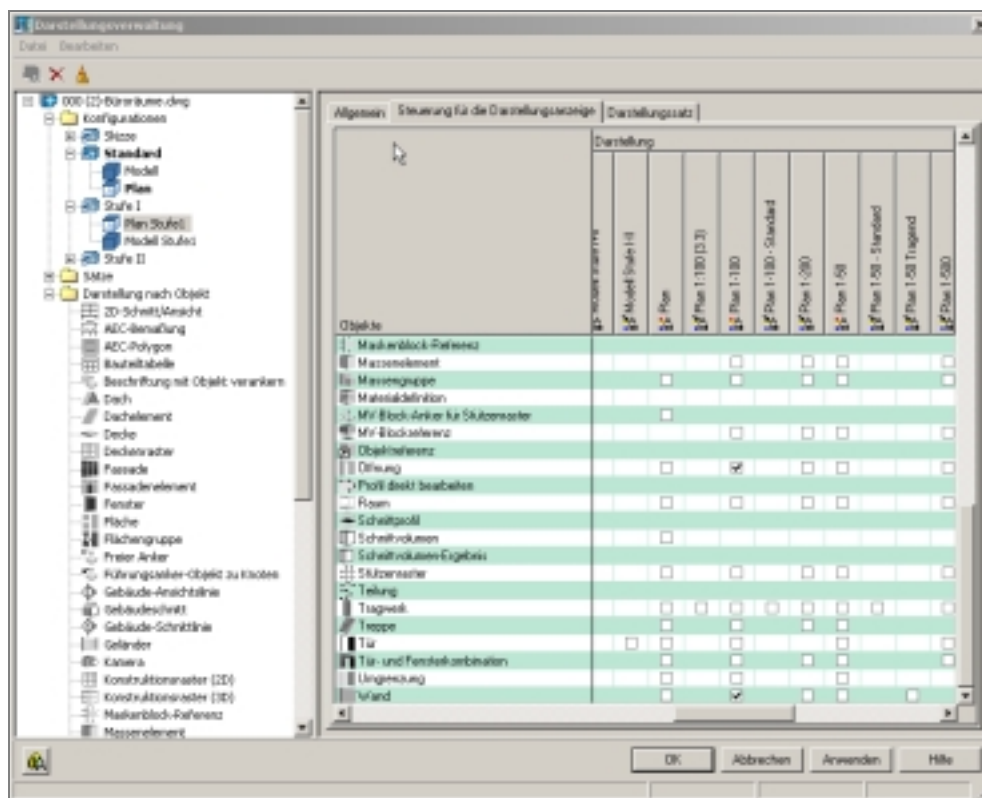 Darstellungsverwaltung
Datei Bearbeiten
000-(2)-Büroräume.dwg
Konfigurationen
Skizze
Standard
Modell
Plan
Stufe I
Plan Stufe1
Modell Stufe1
Stufe II
Sätze
Darstellung nach Objekt
2D-Schnitt/Ansicht
AEC-Bemaßung
AEC-Polygon
Bauteiltabelle
Beschriftung mit Objekt verankern
Dach
Dachelement
Decke
Deckenraster
Fassade
Fassadenelement
Fenster
Fläche
Flächengruppe
Freier Anker
Führungsanker-Objekt zu Knoten
Gebäude-Ansichtslinie
Gebäudeschnitt
Gebäude-Schnittlinie
Geländer
Kamera
Konstruktionsraster (2D)
Konstruktionsraster (3D)
Maskenblock-Referenz
Massenelement
Allgemein
Steuerung für die Darstellungsanzeige
Darstellungssatz
Darstellung
Modell Stufe I-II
Plan
Plan 1-100 (3.3)
Plan 1-100
Plan 1-100 - Standard
Plan 1-200
Plan 1-50
Plan 1-50 - Standard
Plan 1-50 Tragend
Plan 1-500
Objekte
Maskenblock-Referenz
Massenelement
Massengruppe
Materialdefinition
MV-Block-Anker für Stützenraster
MV-Blockreferenz
Objektreferenz
Öffnung
Profil direkt bearbeiten
Raum
Schnittprofil
Schnittvolumen
Schnittvolumen-Ergebnis
Stützenraster
Teilung
Tragwerk
Treppe
Tür
Tür- und Fensterkombination
Umgrenzung
Wand
OK
Abbrechen
Anwenden
Hilfe